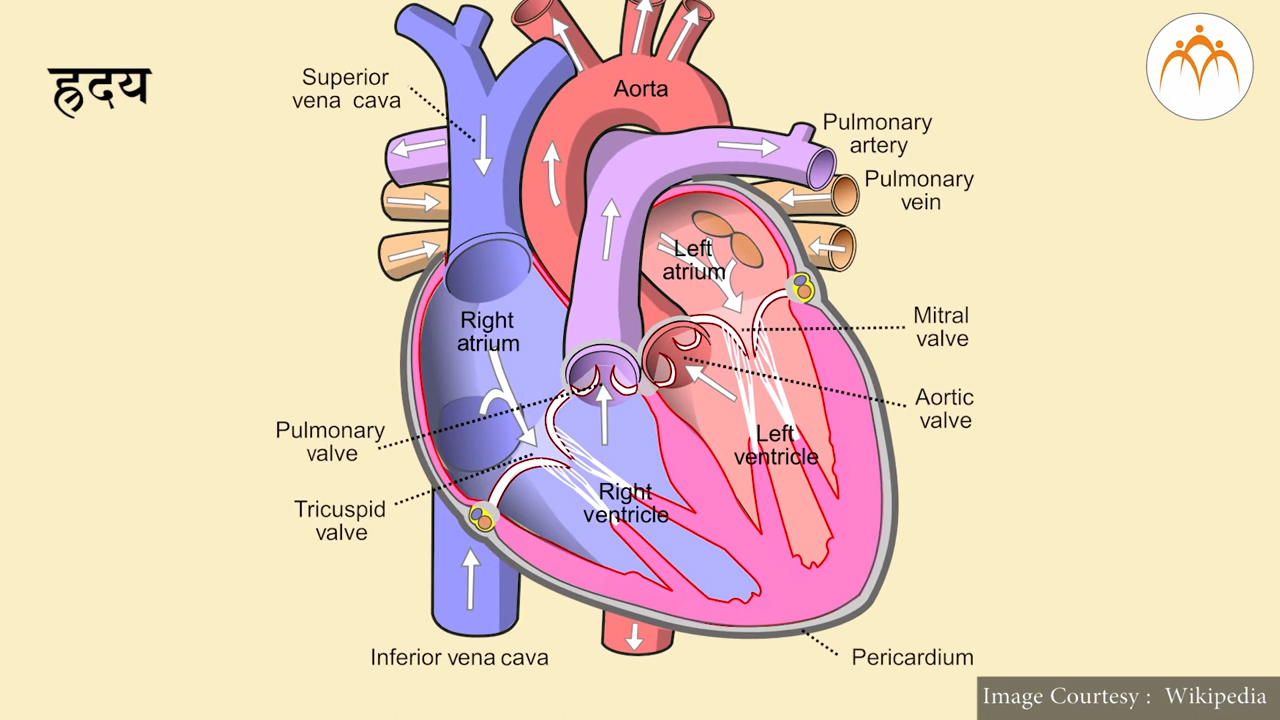 ह्रदय
Superior
vena cava
Aorta
Pulmonary
artery
Pulmonary
vein
Left
atrium
Right
atrium
Mitral
valve
Aortic
valve
Pulmonary
valve
Left
ventricle
Tricuspid
valve
Right
ventricle
Inferior vena cava
Pericardium
Image Courtesy : Wikipedia